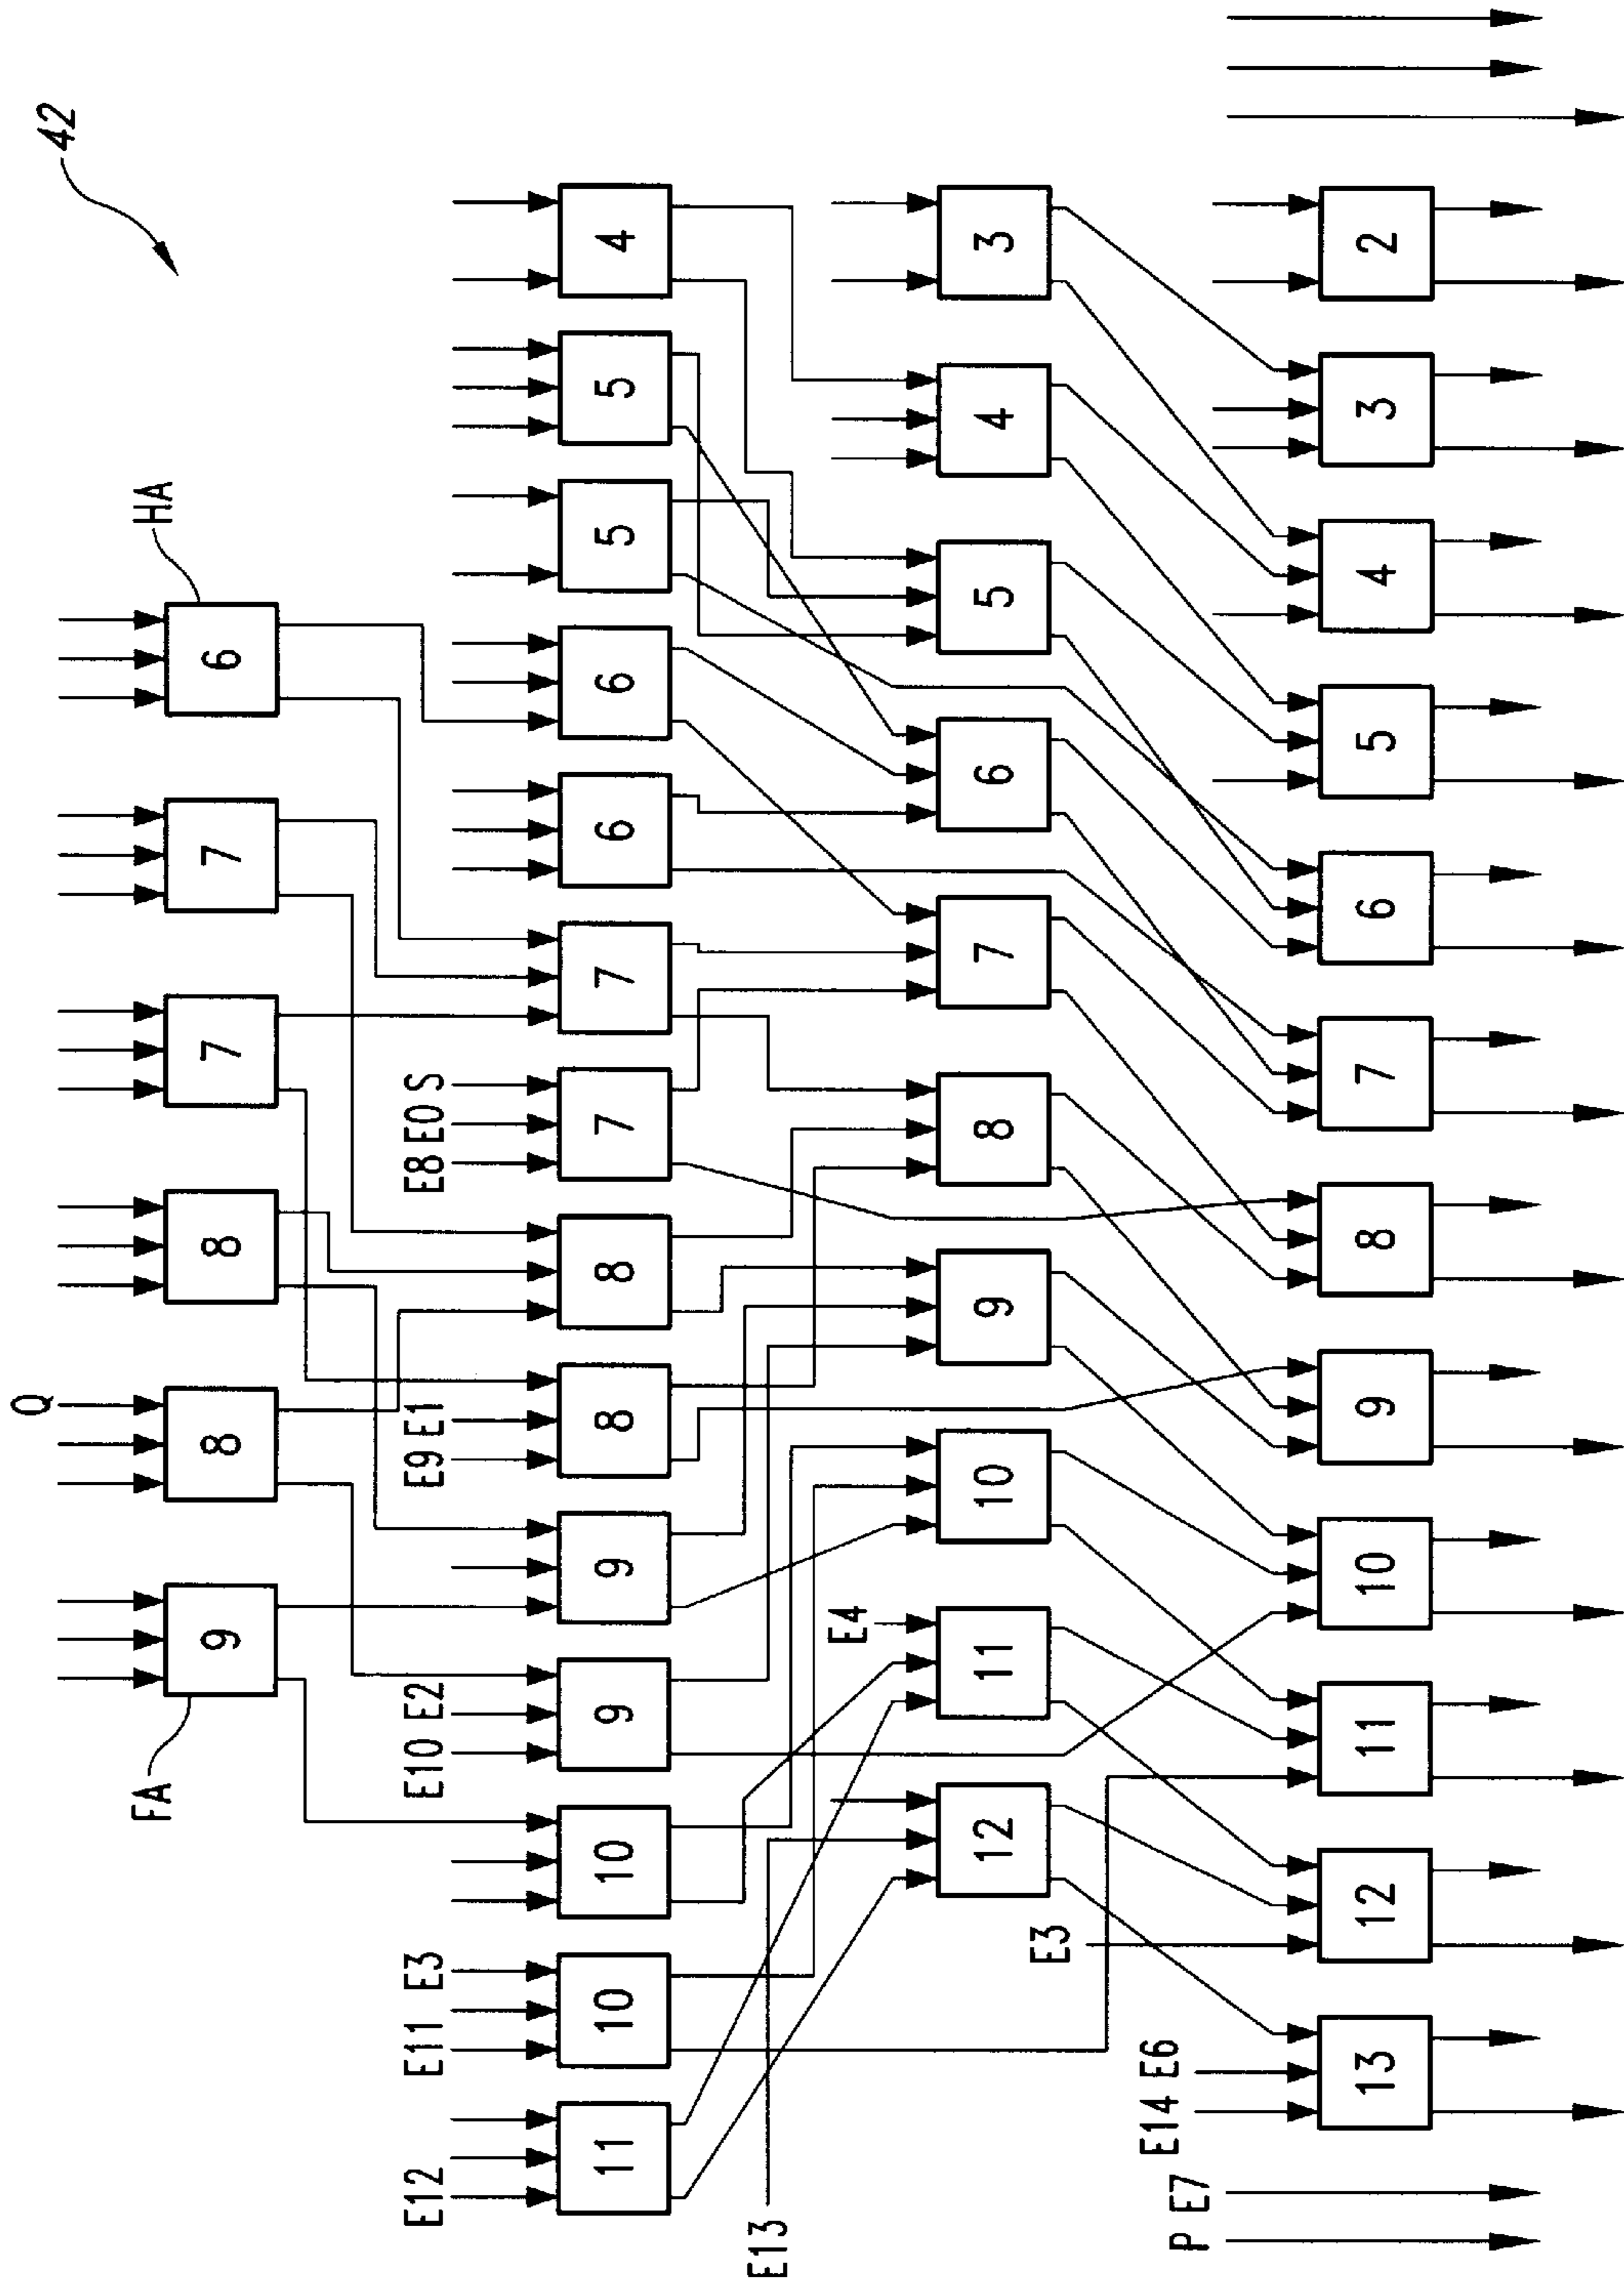 42
Q
FA
HA
9 8 8 7 7 6
E12 E11 E3 E10 E2 E9 E1 E8 E0 S
11 10 10 9 9 8 8 7 7 6 6 5 5 4
E13 E4
12 11 10 9 8 7 6 5 4 3
E3
P E7 E14 E6
13 12 11 10 9 8 7 6 5 4 3 2